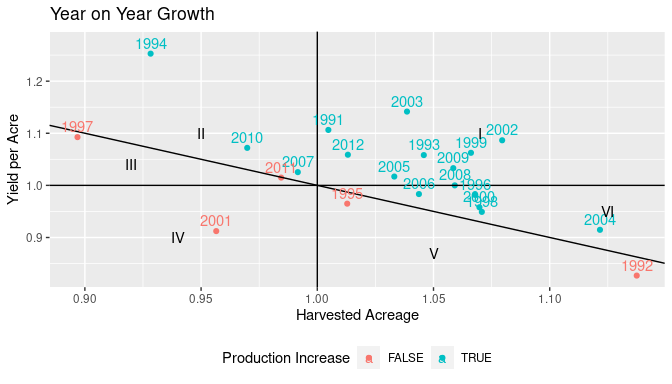 Year on Year Growth
1994
1.2
2003
1997
1991
II
I
2002
1.1
2010
2012
1993
1999
III
2007
2009
2011
2005
2008
1.0
2006
1996
1995
2000
1998
VI
2001
2004
IV
0.9
V
1992
Yield per Acre
0.90
0.95
1.00
1.05
1.10
Harvested Acreage
Production Increase
a FALSE
a TRUE